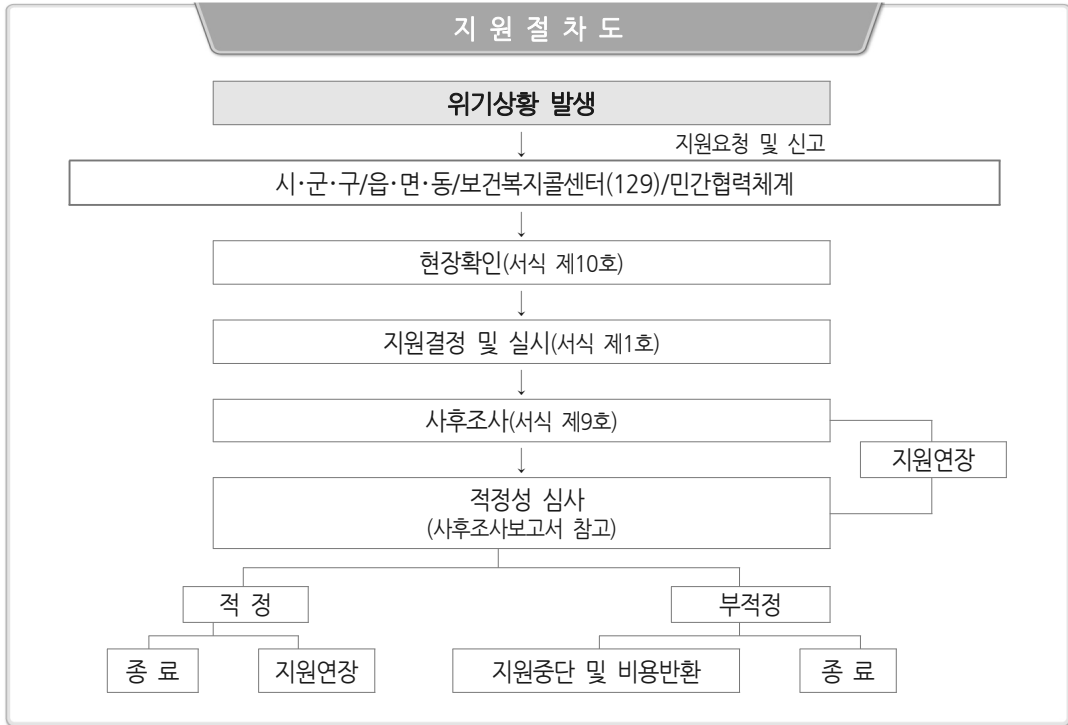 지 원 절 차 도
위기상황 발생
↓
지원요청 및 신고
시·군·구/읍·면·동/보건복지콜센터(129)/민간협력체계
↓
현장확인(서식 제10호)
↓
지원결정 및 실시(서식 제1호)
↓
사후조사(서식 제9호)
↓
지원연장
적정성 심사
(사후조사보고서 참고)
적 정
부적정
종 료
지원연장
지원중단 및 비용반환
종 료